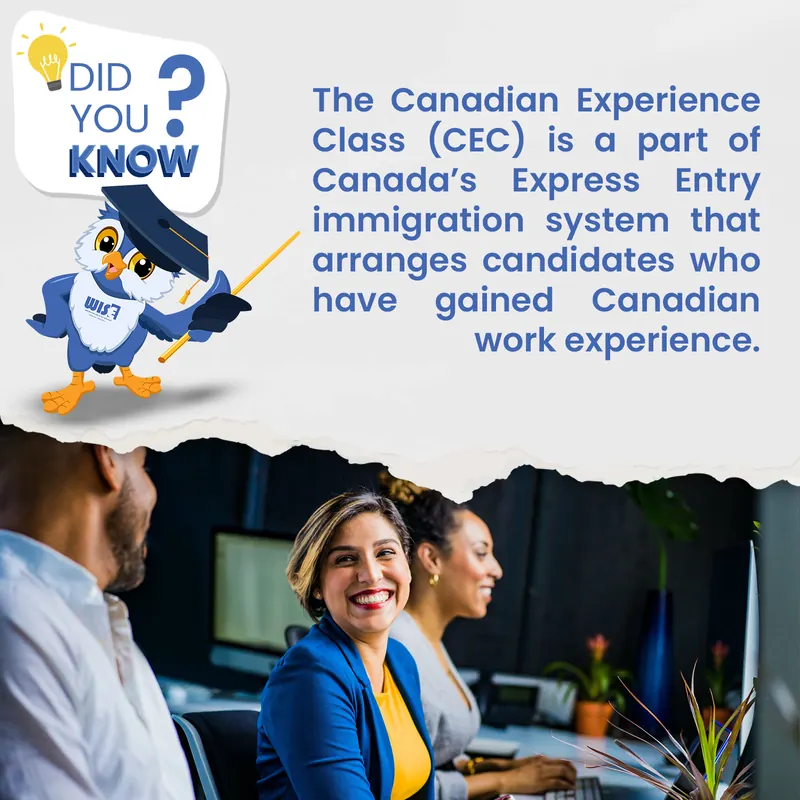 DID
YOU
KNOW
?
The Canadian Experience
Class (CEC) is a part of
Canada’s Express Entry
immigration system that
arranges candidates who
have gained Canadian
work experience.
WISE